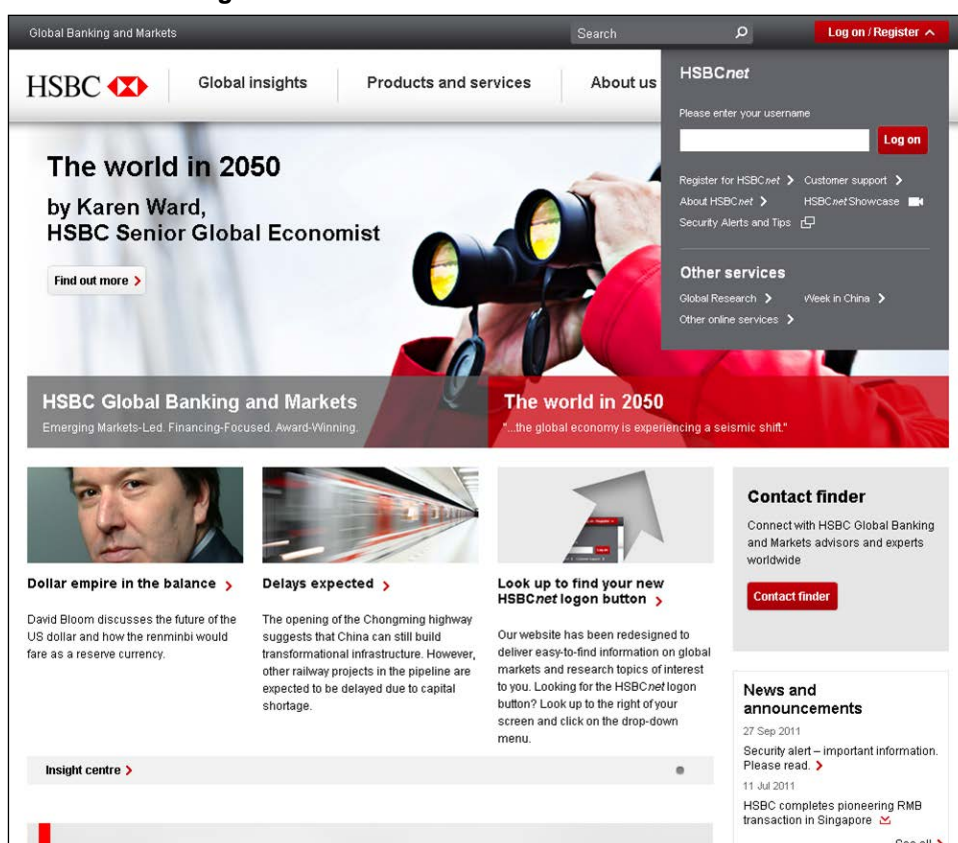 Global Banking and Markets
Search
Log on / Register
HSBC
Global insights
Products and services
About us
HSBCnet
Please enter your username
Log on
Register for HSBCnet
Customer support
About HSBCnet
HSBCnet Showcase
Security Alerts and Tips
Other services
Global Research
Week in China
Other online services
The world in 2050
by Karen Ward,
HSBC Senior Global Economist
Find out more
HSBC Global Banking and Markets
Emerging Markets-Led. Financing-Focused. Award-Winning.
The world in 2050
"...the global economy is experiencing a seismic shift."
Dollar empire in the balance
David Bloom discusses the future of the
US dollar and how the renminbi would
fare as a reserve currency.
Delays expected
The opening of the Chongming highway
suggests that China can still build
transformational infrastructure. However,
other railway projects in the pipeline are
expected to be delayed due to capital
shortage.
Look up to find your new
HSBCnet logon button
Our website has been redesigned to
deliver easy-to-find information on global
markets and research topics of interest
to you. Looking for the HSBCnet logon
button? Look up to the right of your
screen and click on the drop-down
menu.
Contact finder
Connect with HSBC Global Banking
and Markets advisors and experts
worldwide
Contact finder
News and
announcements
27 Sep 2011
Security alert – important information.
Please read.
11 Jul 2011
HSBC completes pioneering RMB
transaction in Singapore
See all
Insight centre